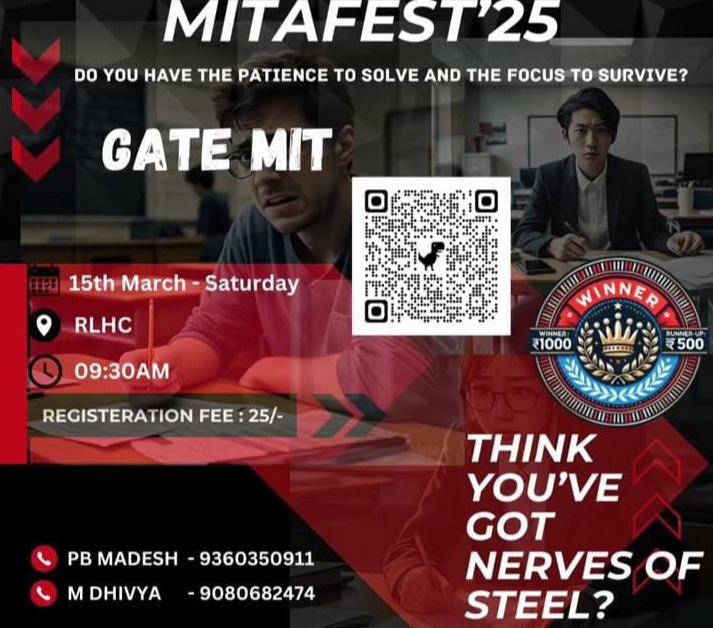 MITAFEST'25
DO YOU HAVE THE PATIENCE TO SOLVE AND THE FOCUS TO SURVIVE?
GATE MIT
15th March - Saturday
RLHC
09:30AM
REGISTERATION FEE : 25/-
WINNER
WINNER:
₹1000
RUNNER-UP:
₹500
THINK
YOU'VE
GOT
NERVES OF
STEEL?
PB MADESH - 9360350911
M DHIVYA - 9080682474